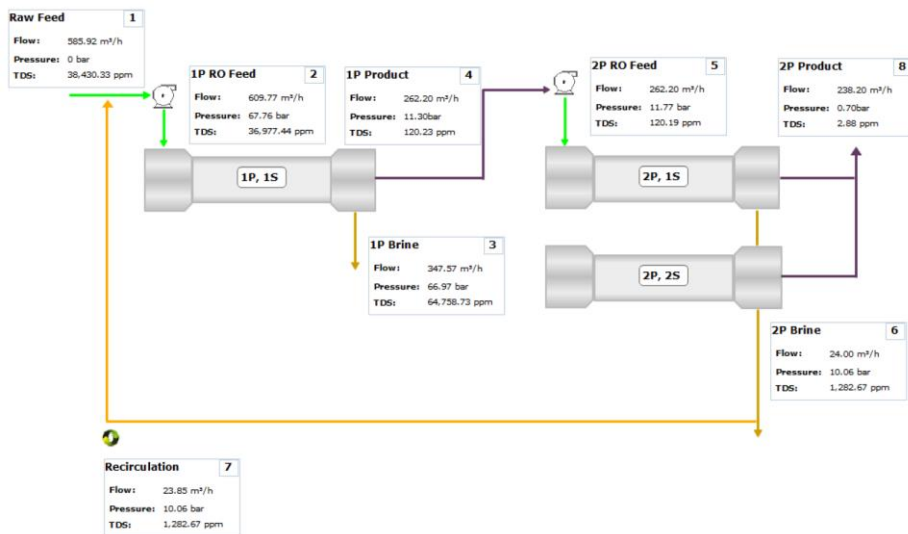 Raw Feed 1
Flow: 585.92 m³/h
Pressure: 0 bar
TDS: 38,430.33 ppm
1P RO Feed 2
Flow: 609.77 m³/h
Pressure: 67.76 bar
TDS: 36,977.44 ppm
1P Product 4
Flow: 262.20 m³/h
Pressure: 11.30bar
TDS: 120.23 ppm
2P RO Feed 5
Flow: 262.20 m³/h
Pressure: 11.77 bar
TDS: 120.19 ppm
2P Product 8
Flow: 238.20 m³/h
Pressure: 0.70bar
TDS: 2.88 ppm
1P, 1S
2P, 1S
1P Brine 3
Flow: 347.57 m³/h
Pressure: 66.97 bar
TDS: 64,758.73 ppm
2P, 2S
2P Brine 6
Flow: 24.00 m³/h
Pressure: 10.06 bar
TDS: 1,282.67 ppm
Recirculation 7
Flow: 23.85 m³/h
Pressure: 10.06 bar
TDS: 1,282.67 ppm